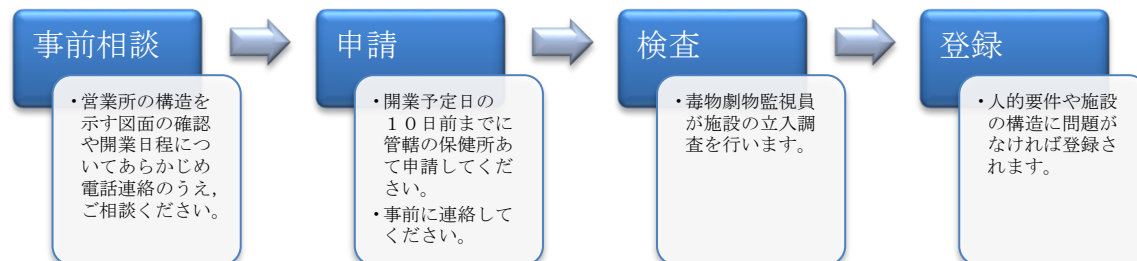 事前相談
・営業所の構造を
示す図面の確認
や開業日程につ
いてあらかじめ
電話連絡のうえ,
ご相談ください。
申請
・開業予定日の
１０日前までに
管轄の保健所あ
て申請してくだ
さい。
・事前に連絡して
ください。
検査
・毒物劇物監視員
が施設の立入調
査を行います。
登録
・人的要件や施設
の構造に問題が
なければ登録さ
れます。